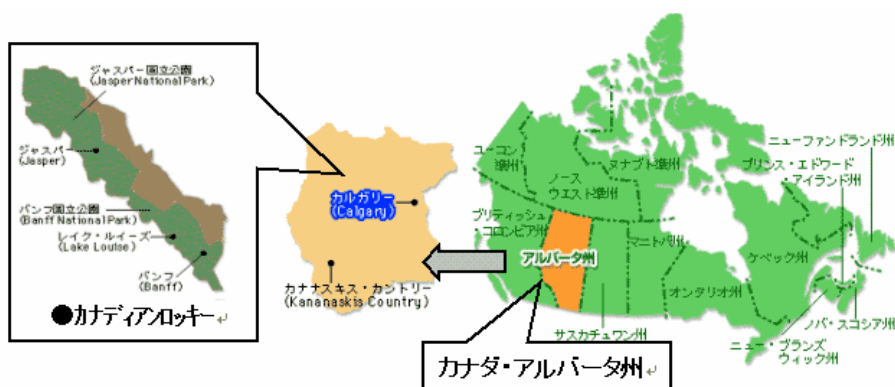 ジャスパー国立公園
(Jasper National Park)
ジャスパー
(Jasper)
バンフ国立公園
(Banff National Park)
レイク・ルイーズ
(Lake Louise)
バンフ
(Banff)
●カナディアンロッキー
カルガリー
(Calgary)
カナナスキス・カントリー
(Kananaskis Country)
ユーコン
準州
ノース
ウエスト準州
ヌナブト準州
ブリティッシュ
・コロンビア州
アルバータ州
マニトバ州
サスカチュワン州
オンタリオ州
ケベック州
ニューファンドランド州
プリンス・エドワード
・アイランド州
ノバ・スコシア州
ニュー・ブランズ
ウィック州
カナダ・アルバータ州